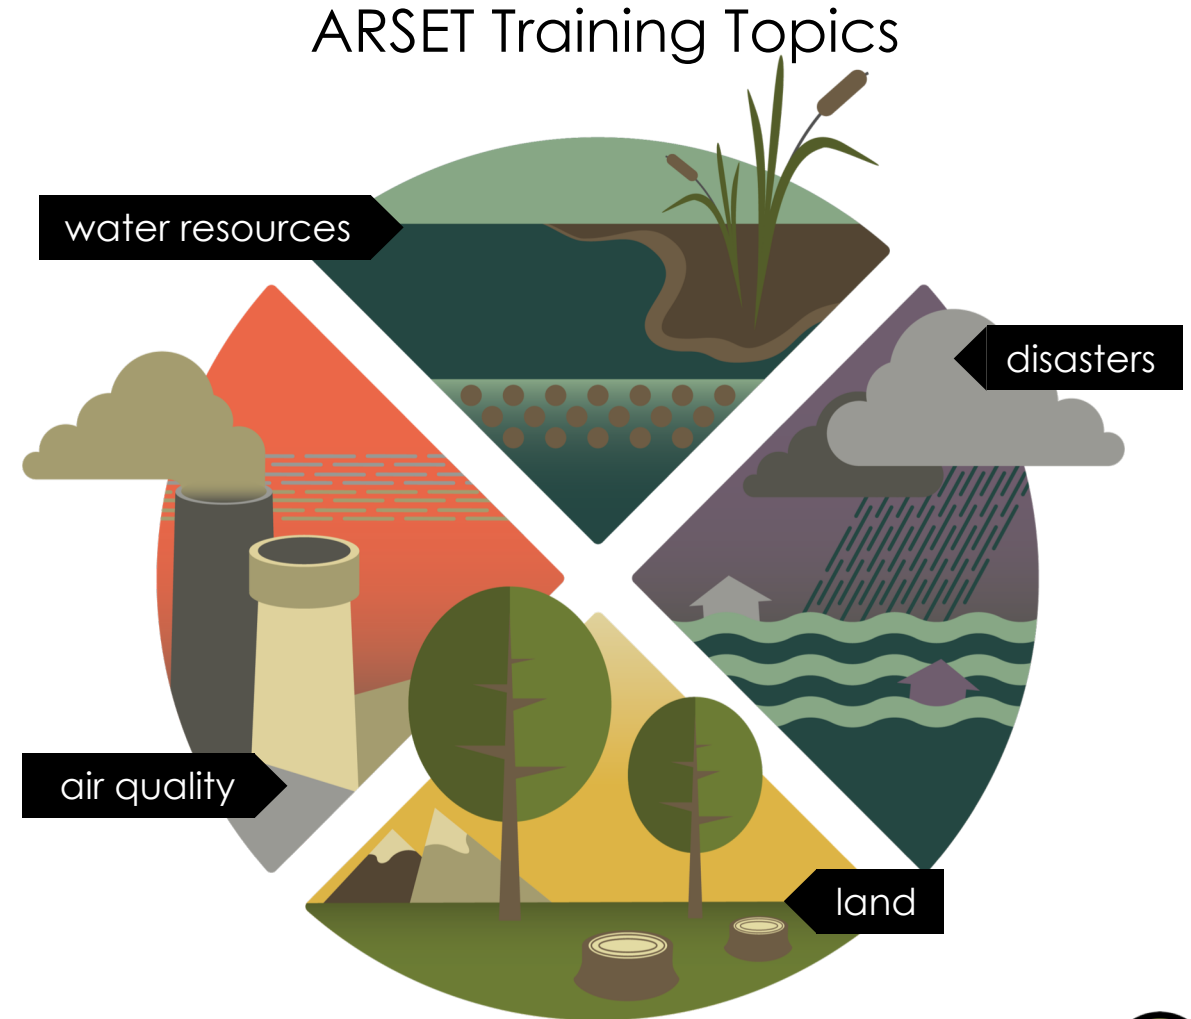 ARSET Training Topics
water resources
disasters
air quality
land